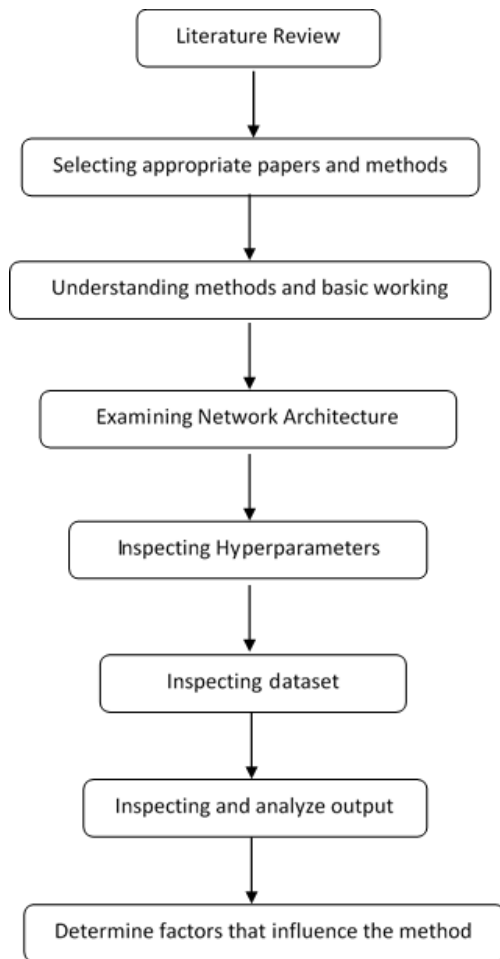 Literature Review
Selecting appropriate papers and methods
Understanding methods and basic working
Examining Network Architecture
Inspecting Hyperparameters
Inspecting dataset
Inspecting and analyze output
Determine factors that influence the method